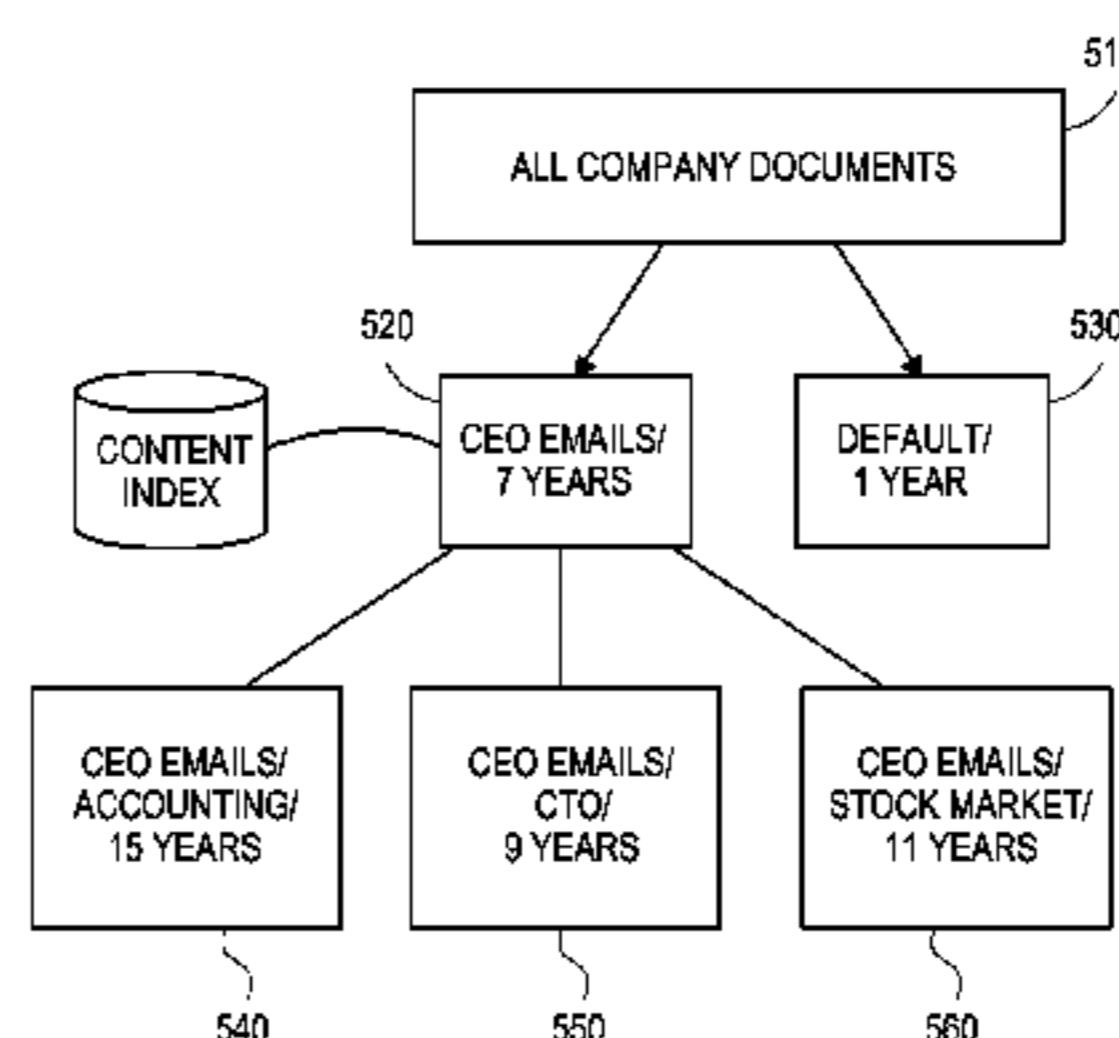 51
ALL COMPANY DOCUMENTS
520
530
CONTENT
INDEX
CEO EMAILS/
7 YEARS
DEFAULT/
1 YEAR
CEO EMAILS/
ACCOUNTING/
15 YEARS
CEO EMAILS/
CTO/
9 YEARS
CEO EMAILS/
STOCK MARKET/
11 YEARS
540
550
560